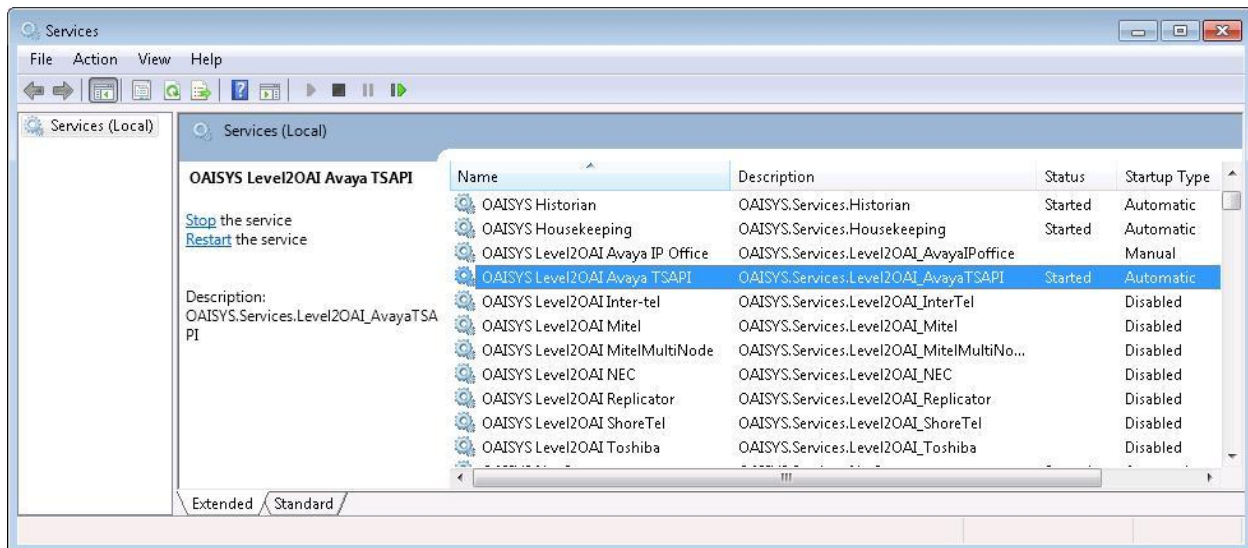 Services
File Action View Help
Services (Local)
Services (Local)
OAISYS Level2OAI Avaya TSAPI
Stop the service
Restart the service
Description:
OAISYS.Services.Level2OAI_AvayaTSA
PI
Name Description Status Startup Type
OAISYS Historian OAISYS.Services.Historian Started Automatic
OAISYS Housekeeping OAISYS.Services.Housekeeping Started Automatic
OAISYS Level2OAI Avaya IP Office OAISYS.Services.Level2OAI_AvayaIPoffice Manual
OAISYS Level2OAI Avaya TSAPI OAISYS.Services.Level2OAI_AvayaTSAPI Started Automatic
OAISYS Level2OAI Inter-tel OAISYS.Services.Level2OAI_InterTel Disabled
OAISYS Level2OAI Mitel OAISYS.Services.Level2OAI_Mitel Disabled
OAISYS Level2OAI MitelMultiNode OAISYS.Services.Level2OAI_MitelMultiNo... Disabled
OAISYS Level2OAI NEC OAISYS.Services.Level2OAI_NEC Disabled
OAISYS Level2OAI Replicator OAISYS.Services.Level2OAI_Replicator Disabled
OAISYS Level2OAI ShoreTel OAISYS.Services.Level2OAI_ShoreTel Disabled
OAISYS Level2OAI Toshiba OAISYS.Services.Level2OAI_Toshiba Disabled
Extended Standard